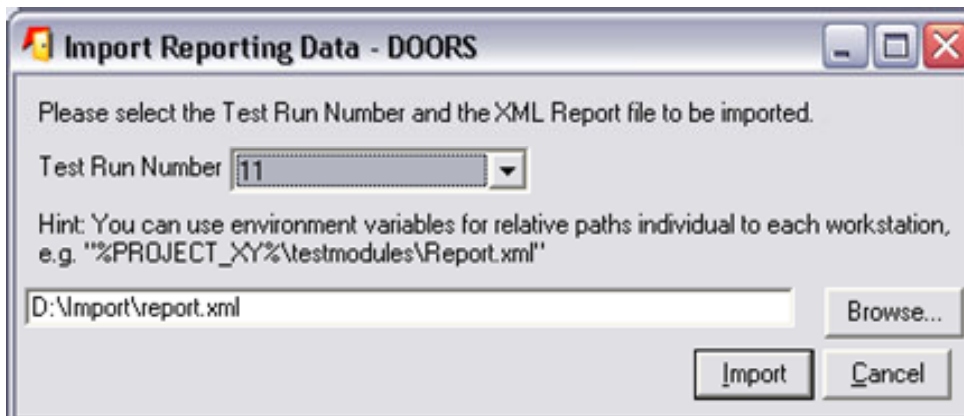 Import Reporting Data - DOORS
Please select the Test Run Number and the XML Report file to be imported.
Test Run Number 11
Hint: You can use environment variables for relative paths individual to each workstation,
e.g. "%PROJECT_XY%\testmodules\Report.xml"
D:\Import\report.xml Browse...
Import Cancel